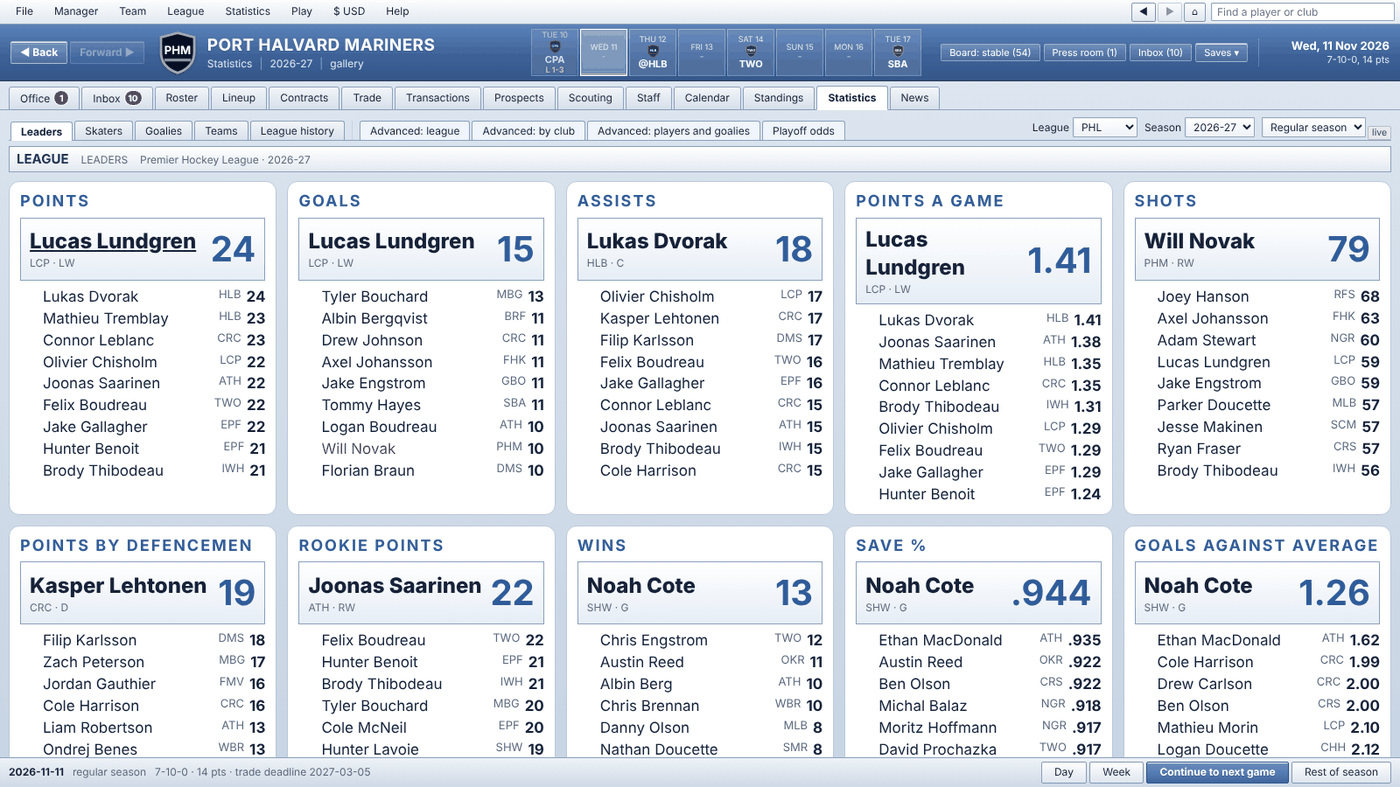 File Manager Team League Statistics Play $ USD Help
◀ ▶ ⌂ Find a player or club
◀ Back Forward ▶ PHM PORT HALVARD MARINERS
Statistics | 2026-27 | gallery
TUE 10 CPA L 1-3
WED 11 -
THU 12 @HLB
FRI 13 -
SAT 14 TWO
SUN 15 -
MON 16 -
TUE 17 SBA
Board: stable (54) Press room (1) Inbox (10) Saves ▾
Wed, 11 Nov 2026
7-10-0, 14 pts
Office 1 Inbox 10 Roster Lineup Contracts Trade Transactions Prospects Scouting Staff Calendar Standings Statistics News
Leaders Skaters Goalies Teams League history Advanced: league Advanced: by club Advanced: players and goalies Playoff odds League PHL Season 2026-27 Regular season live
LEAGUE LEADERS Premier Hockey League · 2026-27
POINTS
Lucas Lundgren 24
LCP · LW
Lukas Dvorak HLB 24
Mathieu Tremblay HLB 23
Connor Leblanc CRC 23
Olivier Chisholm LCP 22
Joonas Saarinen ATH 22
Felix Boudreau TWO 22
Jake Gallagher EPF 22
Hunter Benoit EPF 21
Brody Thibodeau IWH 21
GOALS
Lucas Lundgren 15
LCP · LW
Tyler Bouchard MBG 13
Albin Bergqvist BRF 11
Drew Johnson CRC 11
Axel Johansson FHK 11
Jake Engstrom GBO 11
Tommy Hayes SBA 11
Logan Boudreau ATH 10
Will Novak PHM 10
Florian Braun DMS 10
ASSISTS
Lukas Dvorak 18
HLB · C
Olivier Chisholm LCP 17
Kasper Lehtonen CRC 17
Filip Karlsson DMS 17
Felix Boudreau TWO 16
Jake Gallagher EPF 16
Connor Leblanc CRC 15
Joonas Saarinen ATH 15
Brody Thibodeau IWH 15
Cole Harrison CRC 15
POINTS A GAME
Lucas Lundgren 1.41
LCP · LW
Lukas Dvorak HLB 1.41
Joonas Saarinen ATH 1.38
Mathieu Tremblay HLB 1.35
Connor Leblanc CRC 1.35
Brody Thibodeau IWH 1.31
Olivier Chisholm LCP 1.29
Felix Boudreau TWO 1.29
Jake Gallagher EPF 1.29
Hunter Benoit EPF 1.24
SHOTS
Will Novak 79
PHM · RW
Joey Hanson RFS 68
Axel Johansson FHK 63
Adam Stewart NGR 60
Lucas Lundgren LCP 59
Jake Engstrom GBO 59
Parker Doucette MLB 57
Jesse Makinen SCM 57
Ryan Fraser CRS 57
Brody Thibodeau IWH 56
POINTS BY DEFENCEMEN
Kasper Lehtonen 19
CRC · D
Filip Karlsson DMS 18
Zach Peterson MBG 17
Jordan Gauthier FMV 16
Cole Harrison CRC 16
Liam Robertson ATH 13
Ondrej Benes WBR 13
ROOKIE POINTS
Joonas Saarinen 22
ATH · RW
Felix Boudreau TWO 22
Hunter Benoit EPF 21
Brody Thibodeau IWH 21
Tyler Bouchard MBG 20
Cole McNeil EPF 20
Hunter Lavoie SHW 19
WINS
Noah Cote 13
SHW · G
Chris Engstrom TWO 12
Austin Reed OKR 11
Albin Berg ATH 10
Chris Brennan WBR 10
Danny Olson MLB 8
Nathan Doucette SMR 8
SAVE %
Noah Cote .944
SHW · G
Ethan MacDonald ATH .935
Austin Reed OKR .922
Ben Olson CRS .922
Michal Balaz NGR .918
Moritz Hoffmann NGR .917
David Prochazka TWO .917
GOALS AGAINST AVERAGE
Noah Cote 1.26
SHW · G
Ethan MacDonald ATH 1.62
Cole Harrison CRC 1.99
Drew Carlson CRC 2.00
Ben Olson CRS 2.00
Mathieu Morin LCP 2.10
Logan Doucette CHH 2.12
2026-11-11 regular season 7-10-0 · 14 pts · trade deadline 2027-03-05 Day Week Continue to next game Rest of season